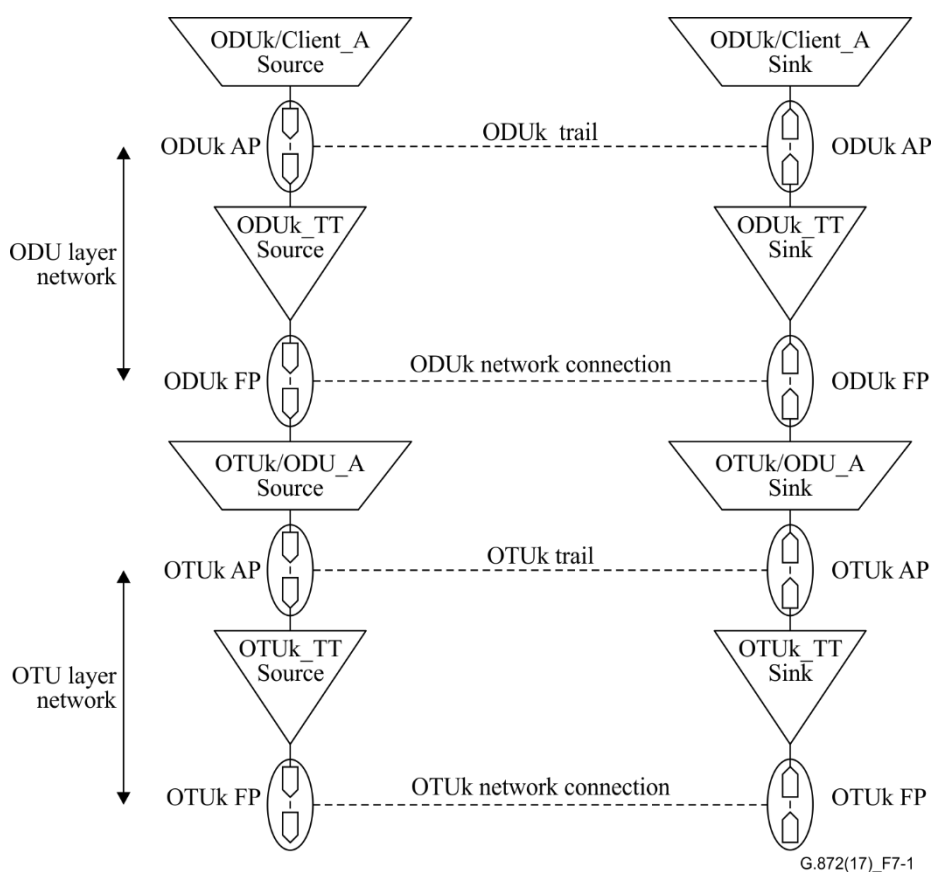 ODUk/Client_A
Source
ODUk/Client_A
Sink
ODUk AP
ODUk trail
ODUk AP
ODUk_TT
Source
ODUk_TT
Sink
ODU layer
network
ODUk FP
ODUk network connection
ODUk FP
OTUk/ODU_A
Source
OTUk/ODU_A
Sink
OTUk AP
OTUk trail
OTUk AP
OTUk_TT
Source
OTUk_TT
Sink
OTU layer
network
OTUk FP
OTUk network connection
OTUk FP
G.872(17)_F7-1